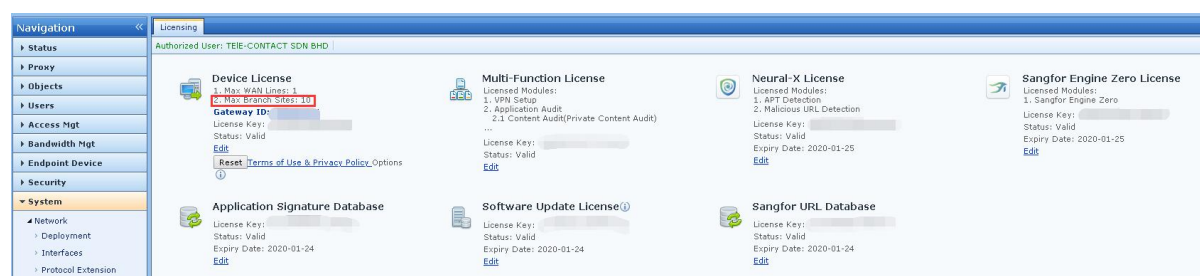 Navigation
Status
Proxy
Objects
Users
Access Mgt
Bandwidth Mgt
Endpoint Device
Security
System
Network
Deployment
Interfaces
Protocol Extension
Licensing
Authorized User: TElE-CONTACT SDN BHD
Device License
1. Max WAN Lines: 1
2. Max Branch Sites: 10
Gateway ID:
License Key:
Status: Valid
Edit
Reset Terms of Use & Privacy Policy Options
Multi-Function License
Licensed Modules:
1. VPN Setup
2. Application Audit
2.1 Content Audit(Private Content Audit)
...
License Key:
Status: Valid
Edit
Neural-X License
Licensed Modules:
1. APT Detection
2. Malicious URL Detection
License Key:
Status: Valid
Expiry Date: 2020-01-25
Edit
Sangfor Engine Zero License
Licensed Modules:
1. Sangfor Engine Zero
License Key:
Status: Valid
Expiry Date: 2020-01-25
Edit
Application Signature Database
License Key:
Status: Valid
Expiry Date: 2020-01-24
Edit
Software Update License
License Key:
Status: Valid
Expiry Date: 2020-01-24
Edit
Sangfor URL Database
License Key:
Status: Valid
Expiry Date: 2020-01-24
Edit